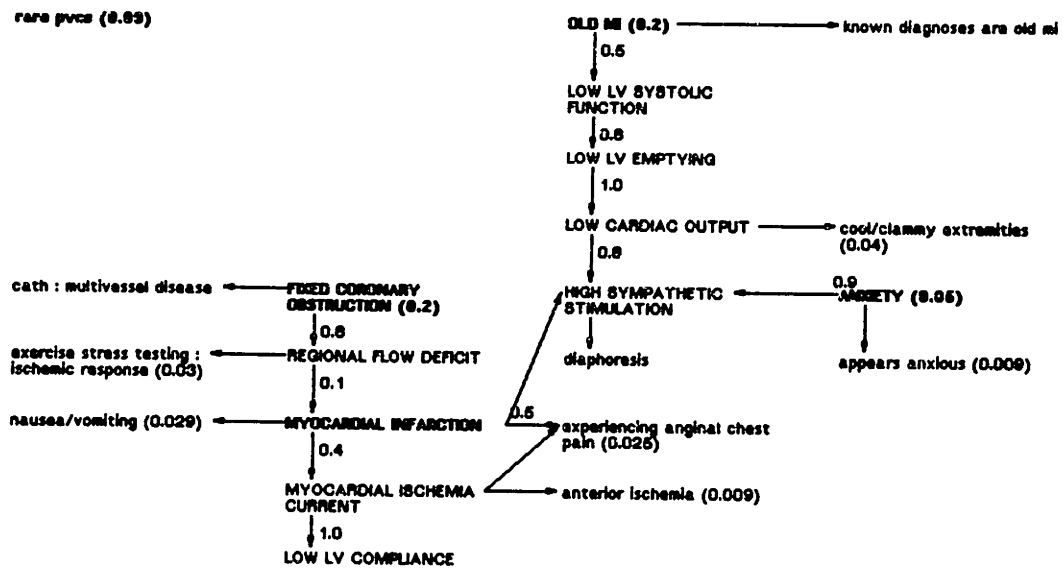 rare pvcs (0.69)
OLD MI (0.2)
known diagnoses are old mi
0.5
LOW LV SYSTOLIC
FUNCTION
0.8
LOW LV EMPTYING
1.0
LOW CARDIAC OUTPUT
cool/clammy extremities
(0.04)
0.8
cath : multivessel disease
FIXED CORONARY
OBSTRUCTION (0.2)
HIGH SYMPATHETIC
STIMULATION
0.9
ANXIETY (0.05)
0.8
exercise stress testing :
ischemic response (0.03)
REGIONAL FLOW DEFICIT
diaphoresis
appears anxious (0.009)
0.1
nausea/vomiting (0.029)
MYOCARDIAL INFARCTION
0.5
experiencing anginal chest
pain (0.025)
0.4
MYOCARDIAL ISCHEMIA
CURRENT
anterior ischemia (0.009)
1.0
LOW LV COMPLIANCE